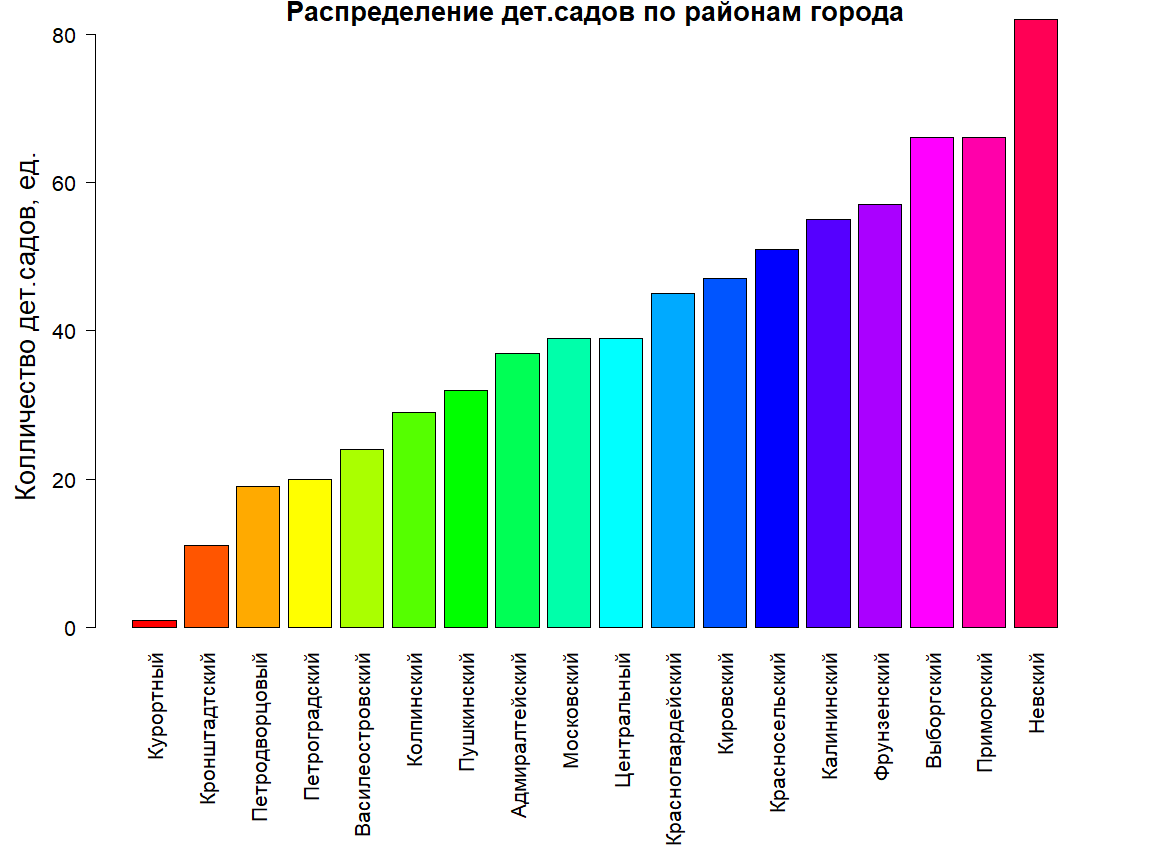 Распределение дет.садов по районам города
Колличество дет.садов, ед.
80
60
40
20
0
Курортный
Кронштадтский
Петродворцовый
Петроградский
Василеостровский
Колпинский
Пушкинский
Адмиралтейский
Московский
Центральный
Красногвардейский
Кировский
Красносельский
Калининский
Фрунзенский
Выборгский
Приморский
Невский